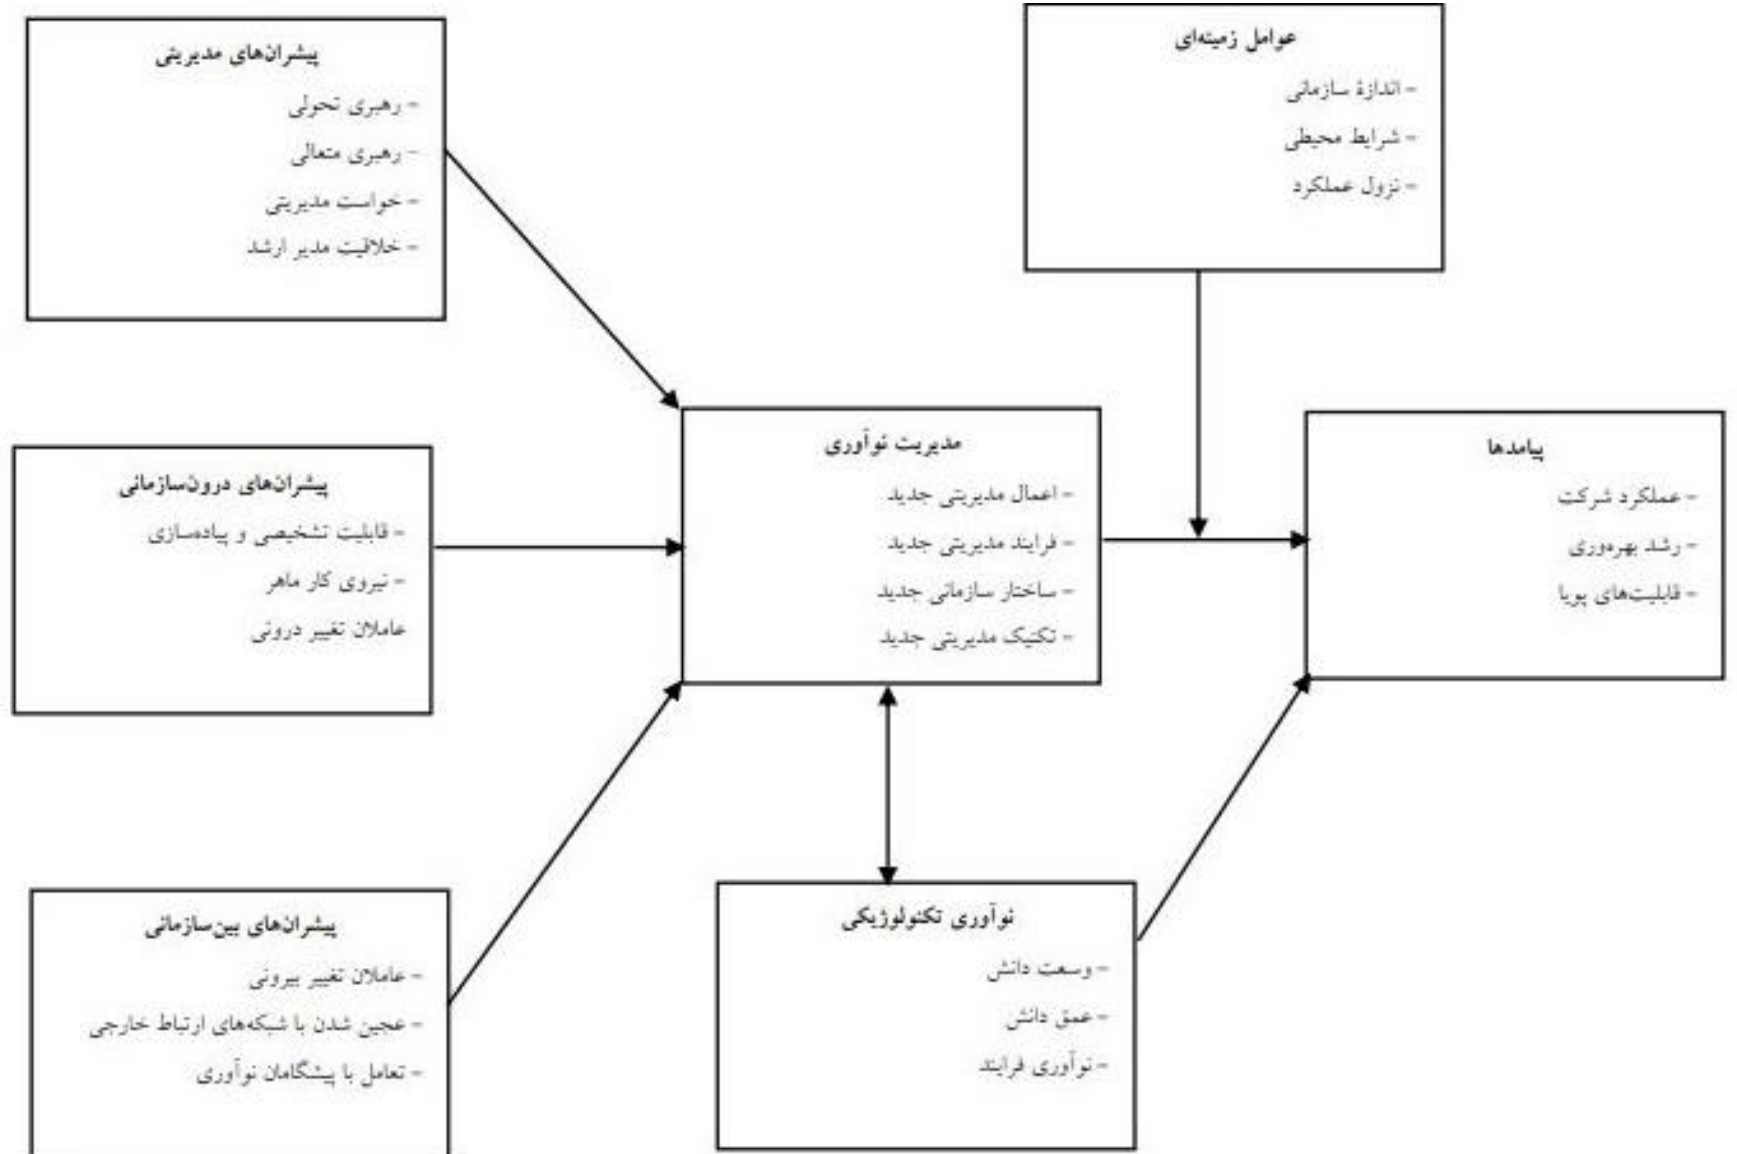 پیشران‌های مدیریتی
- رهبری تحولی
- رهبری متعالی
- خواست مدیریتی
- خلاقیت مدیر ارشد
عوامل زمینه‌ای
- اندازهٔ سازمانی
- شرایط محیطی
- نزول عملکرد
پیشران‌های درون‌سازمانی
- قابلیت تشخیصی و پیاده‌سازی
- نیروی کار ماهر
عاملان تغییر درونی
مدیریت نوآوری
- اعمال مدیریتی جدید
- فرایند مدیریتی جدید
- ساختار سازمانی جدید
- تکنیک مدیریتی جدید
پیامدها
- عملکرد شرکت
- رشد بهره‌وری
- قابلیت‌های پویا
پیشران‌های بین‌سازمانی
- عاملان تغییر بیرونی
- عجین شدن با شبکه‌های ارتباط خارجی
- تعامل با پیشگامان نوآوری
نوآوری تکنولوژیکی
- وسعت دانش
- عمق دانش
- نوآوری فرایند